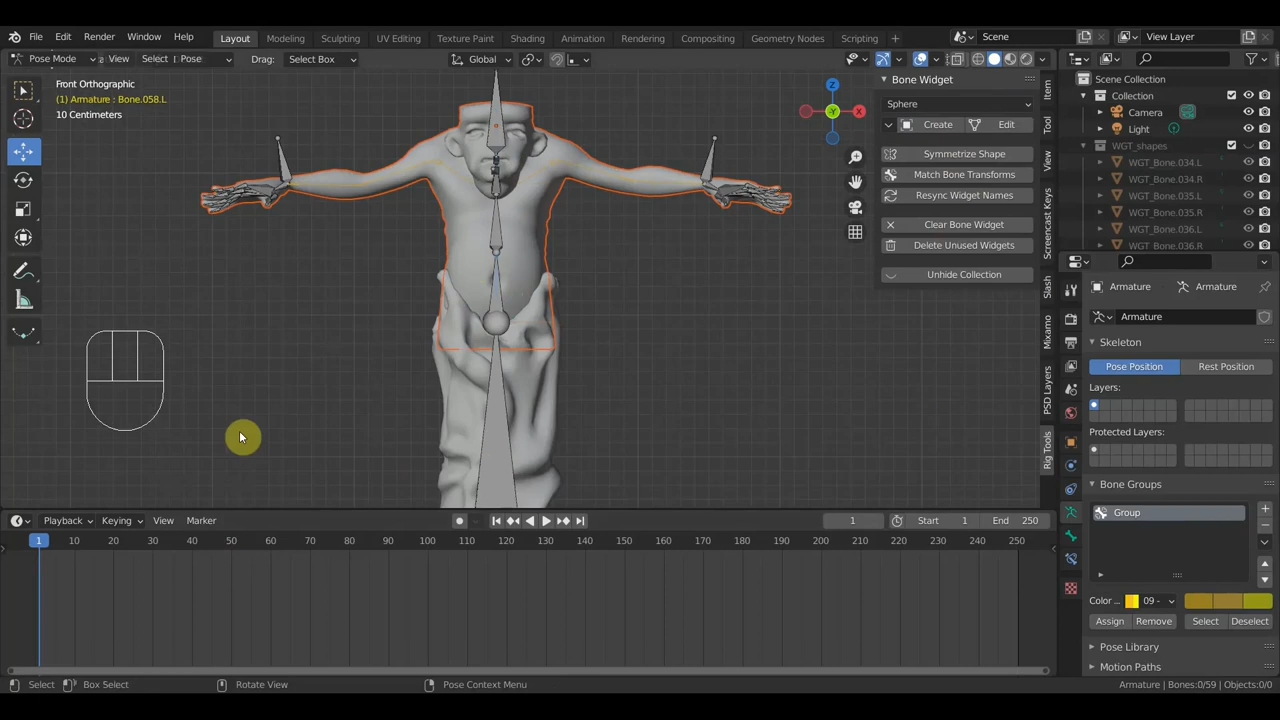 File Edit Render Window Help Layout Modeling Sculpting UV Editing Texture Paint Shading Animation Rendering Compositing Geometry Nodes Scripting + Scene View Layer
Pose Mode View Select Pose Drag: Select Box Global
Front Orthographic
(1) Armature : Bone.058.L
10 Centimeters
Z
X
Y
Bone Widget
Sphere
Create Edit
Symmetrize Shape
Match Bone Transforms
Resync Widget Names
Clear Bone Widget
Delete Unused Widgets
Unhide Collection
Item
Tool
View
Screencast Keys
Slash
Mixamo
PSD Layers
Rig Tools
Scene Collection
Collection
Camera
Light
WGT_shapes
WGT_Bone.034.L
WGT_Bone.034.R
WGT_Bone.035.L
WGT_Bone.035.R
WGT_Bone.036.L
WGT_Bone.036.R
Armature Armature
Armature
Skeleton
Pose Position Rest Position
Layers:
Protected Layers:
Bone Groups
Group
Color ... 09 -
Assign Remove Select Deselect
Pose Library
Motion Paths
Playback Keying View Marker 1 Start 1 End 250
1 10 20 30 40 50 60 70 80 90 100 110 120 130 140 150 160 170 180 190 200 210 220 230 240 250
Select Box Select Rotate View Pose Context Menu Armature | Bones:0/59 | Objects:0/0